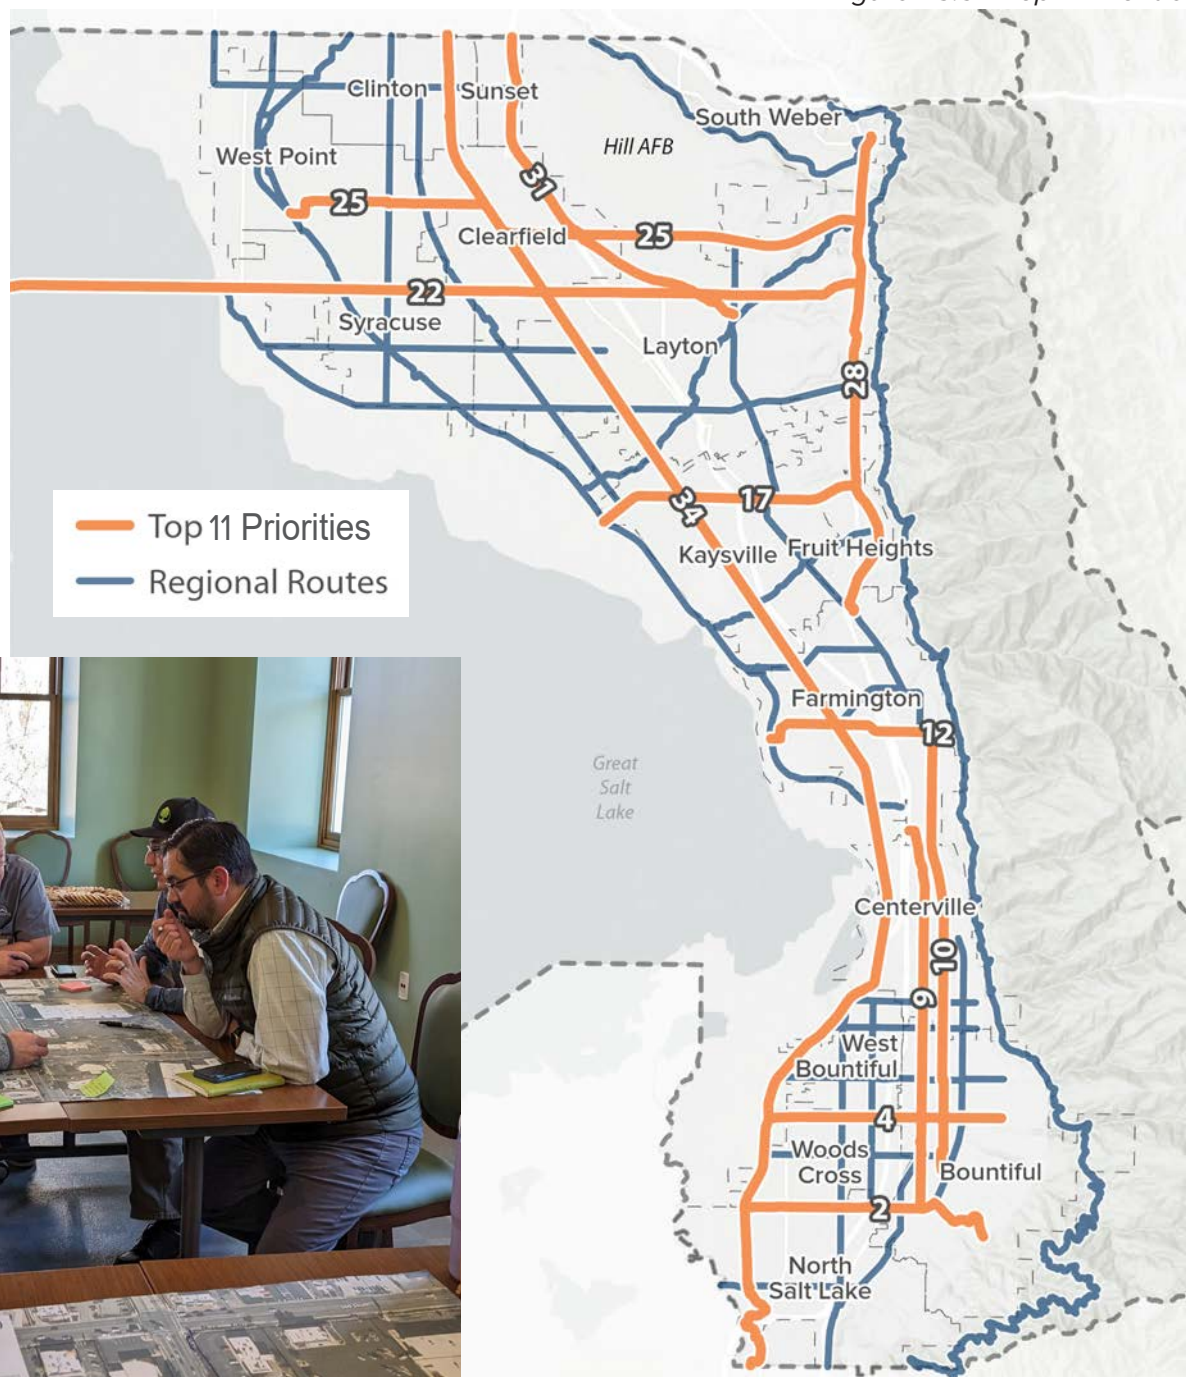 Clinton
Sunset
South Weber
Hill AFB
West Point
31
25
Clearfield
25
22
Syracuse
Layton
28
Top 11 Priorities
Regional Routes
34
17
Kaysville
Fruit Heights
Farmington
12
Great
Salt
Lake
Centerville
10
9
West
Bountiful
4
Woods
Cross
Bountiful
2
North
Salt Lake